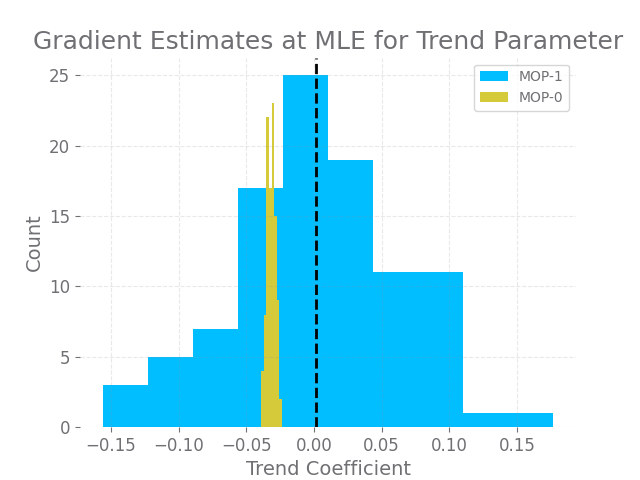 Gradient Estimates at MLE for Trend Parameter
MOP-1
MOP-0
Count
25
20
15
10
5
0
−0.15 −0.10 −0.05 0.00 0.05 0.10 0.15
Trend Coefficient